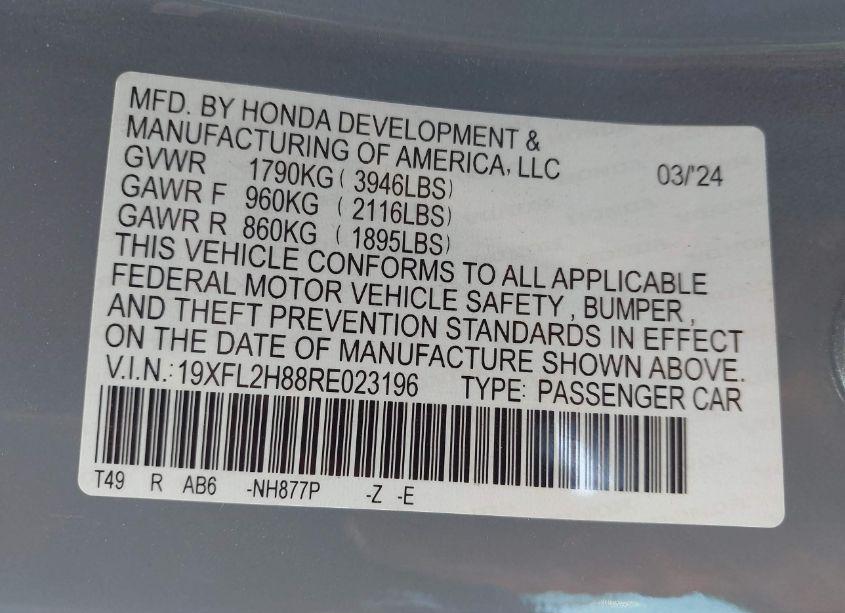 MFD. BY HONDA DEVELOPMENT &
MANUFACTURING OF AMERICA, LLC 03/'24
GVWR 1790KG ( 3946LBS)
GAWR F 960KG ( 2116LBS)
GAWR R 860KG ( 1895LBS)
THIS VEHICLE CONFORMS TO ALL APPLICABLE
FEDERAL MOTOR VEHICLE SAFETY , BUMPER ,
AND THEFT PREVENTION STANDARDS IN EFFECT
ON THE DATE OF MANUFACTURE SHOWN ABOVE.
V.I.N.: 19XFL2H88RE023196 TYPE: PASSENGER CAR
T49 R AB6 -NH877P -Z -E